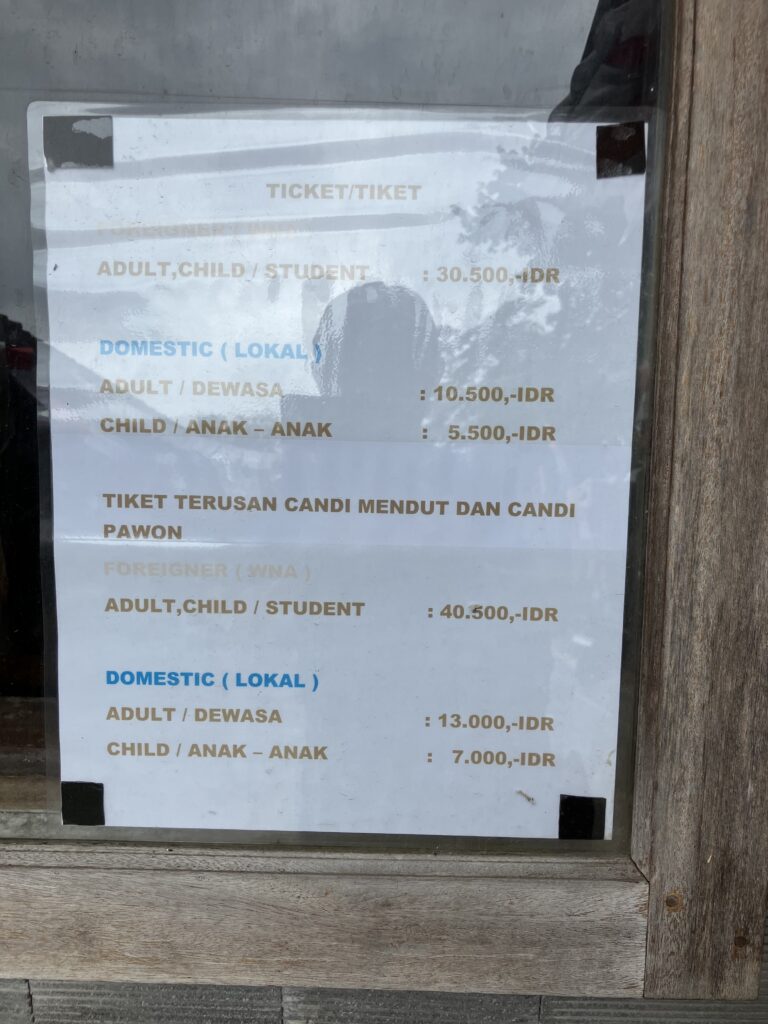 TICKET/TIKET
FOREIGNER ( WNA )
ADULT,CHILD / STUDENT : 30.500,-IDR
DOMESTIC ( LOKAL )
ADULT / DEWASA : 10.500,-IDR
CHILD / ANAK – ANAK : 5.500,-IDR
TIKET TERUSAN CANDI MENDUT DAN CANDI
PAWON
FOREIGNER ( WNA )
ADULT,CHILD / STUDENT : 40.500,-IDR
DOMESTIC ( LOKAL )
ADULT / DEWASA : 13.000,-IDR
CHILD / ANAK – ANAK : 7.000,-IDR